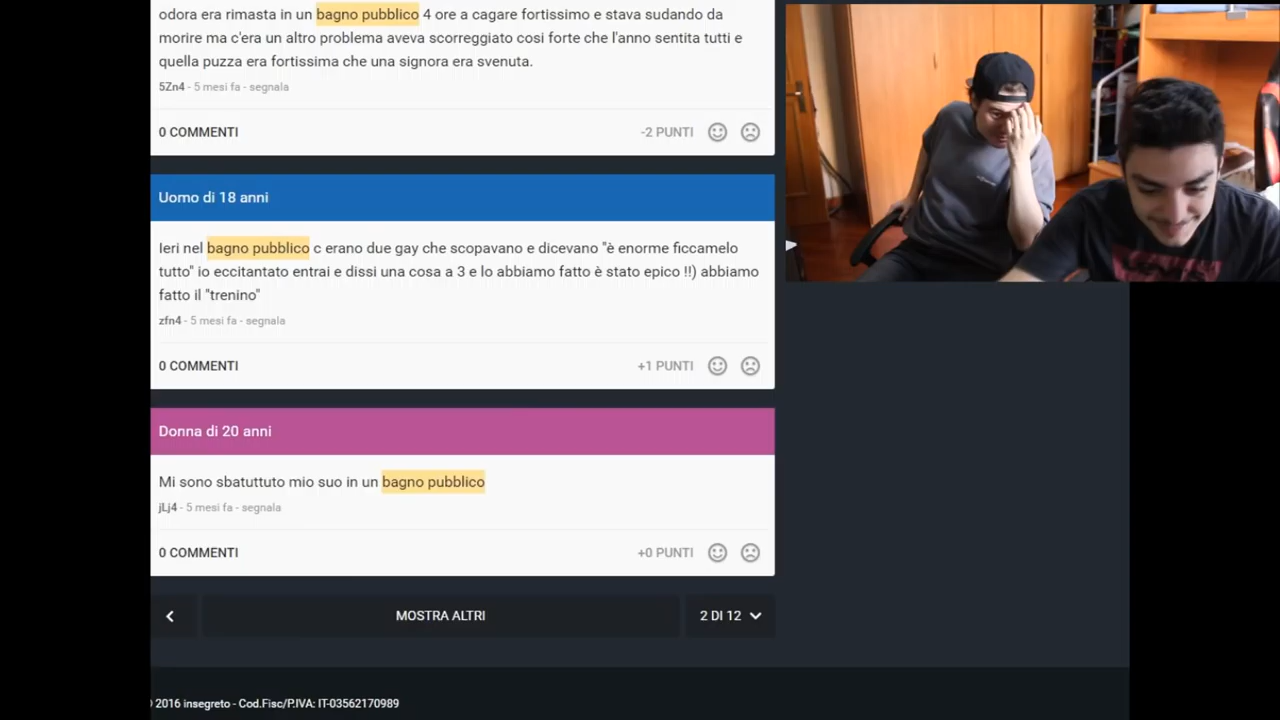 odora era rimasta in un bagno pubblico 4 ore a cagare fortissimo e stava sudando da
morire ma c'era un altro problema aveva scorreggiato cosi forte che l'anno sentita tutti e
quella puzza era fortissima che una signora era svenuta.
5Zn4 - 5 mesi fa - segnala
0 COMMENTI
-2 PUNTI
Uomo di 18 anni
Ieri nel bagno pubblico c erano due gay che scopavano e dicevano "è enorme ficcamelo
tutto" io eccitantato entrai e dissi una cosa a 3 e lo abbiamo fatto è stato epico !!) abbiamo
fatto il "trenino"
zfn4 - 5 mesi fa - segnala
0 COMMENTI
+1 PUNTI
Donna di 20 anni
Mi sono sbatuttuto mio suo in un bagno pubblico
jLj4 - 5 mesi fa - segnala
0 COMMENTI
+0 PUNTI
MOSTRA ALTRI
2 DI 12
2016 insegreto - Cod.Fisc/P.IVA: IT-03562170989